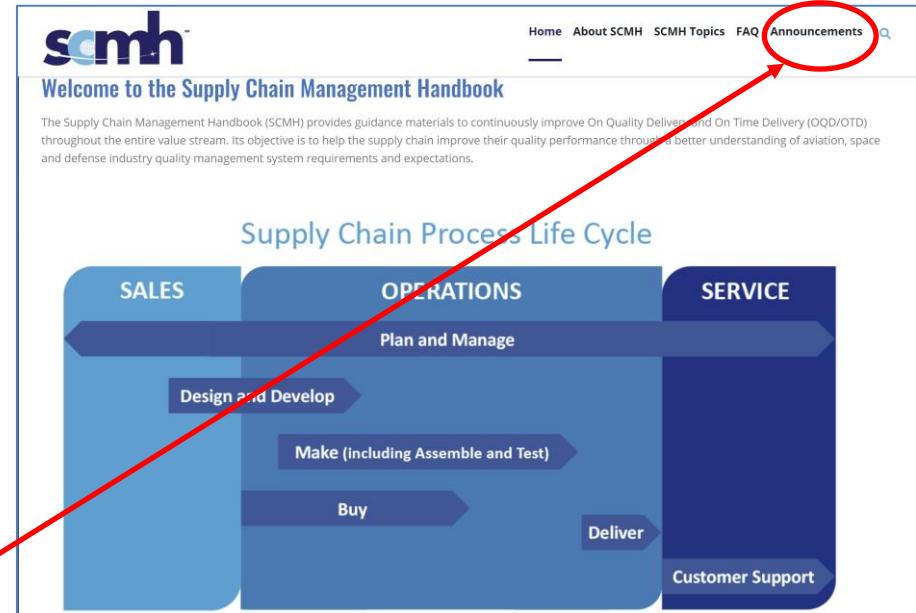 scmh
Home About SCMH SCMH Topics FAQ Announcements
Welcome to the Supply Chain Management Handbook
The Supply Chain Management Handbook (SCMH) provides guidance materials to continuously improve On Quality Delivery and On Time Delivery (OQD/OTD)
throughout the entire value stream. Its objective is to help the supply chain improve their quality performance through a better understanding of aviation, space
and defense industry quality management system requirements and expectations.
Supply Chain Process Life Cycle
SALES OPERATIONS SERVICE
Plan and Manage
Design and Develop
Make (including Assemble and Test)
Buy
Deliver
Customer Support